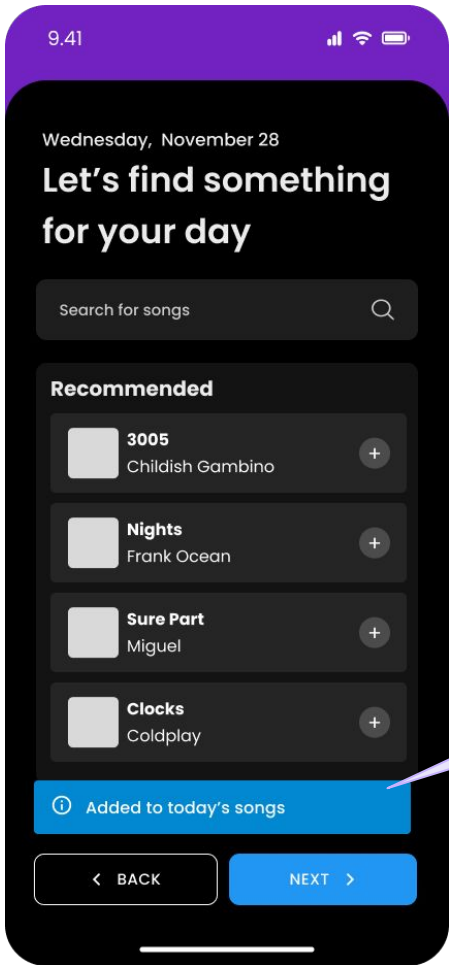 9.41
Wednesday, November 28
Let's find something
for your day
Search for songs
Recommended
3005
Childish Gambino
Nights
Frank Ocean
Sure Part
Miguel
Clocks
Coldplay
Added to today's songs
BACK
NEXT